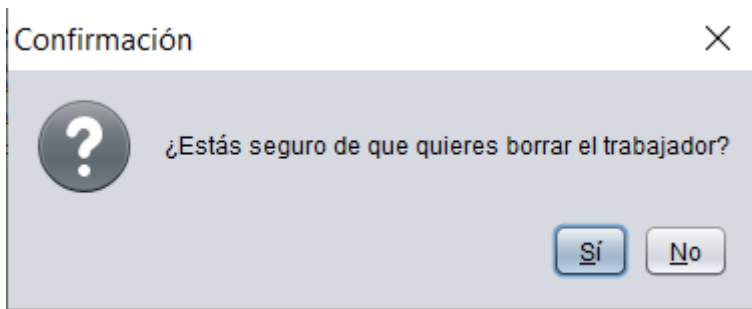 Confirmación
¿Estás seguro de que quieres borrar el trabajador?
Sí No